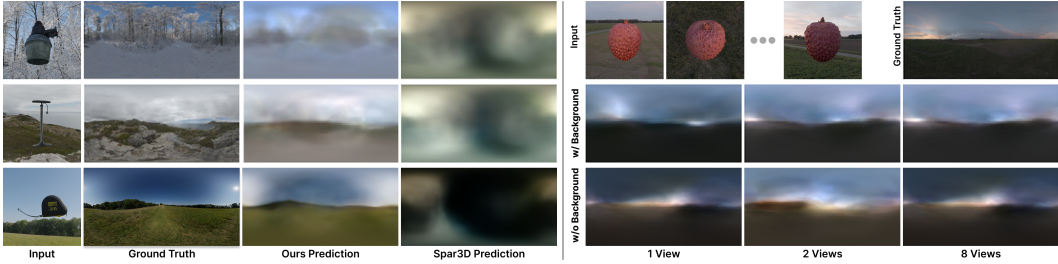 Input
Ground Truth
Ours Prediction
Spar3D Prediction
Input
Ground Truth
w/ Background
w/o Background
1 View
2 Views
8 Views